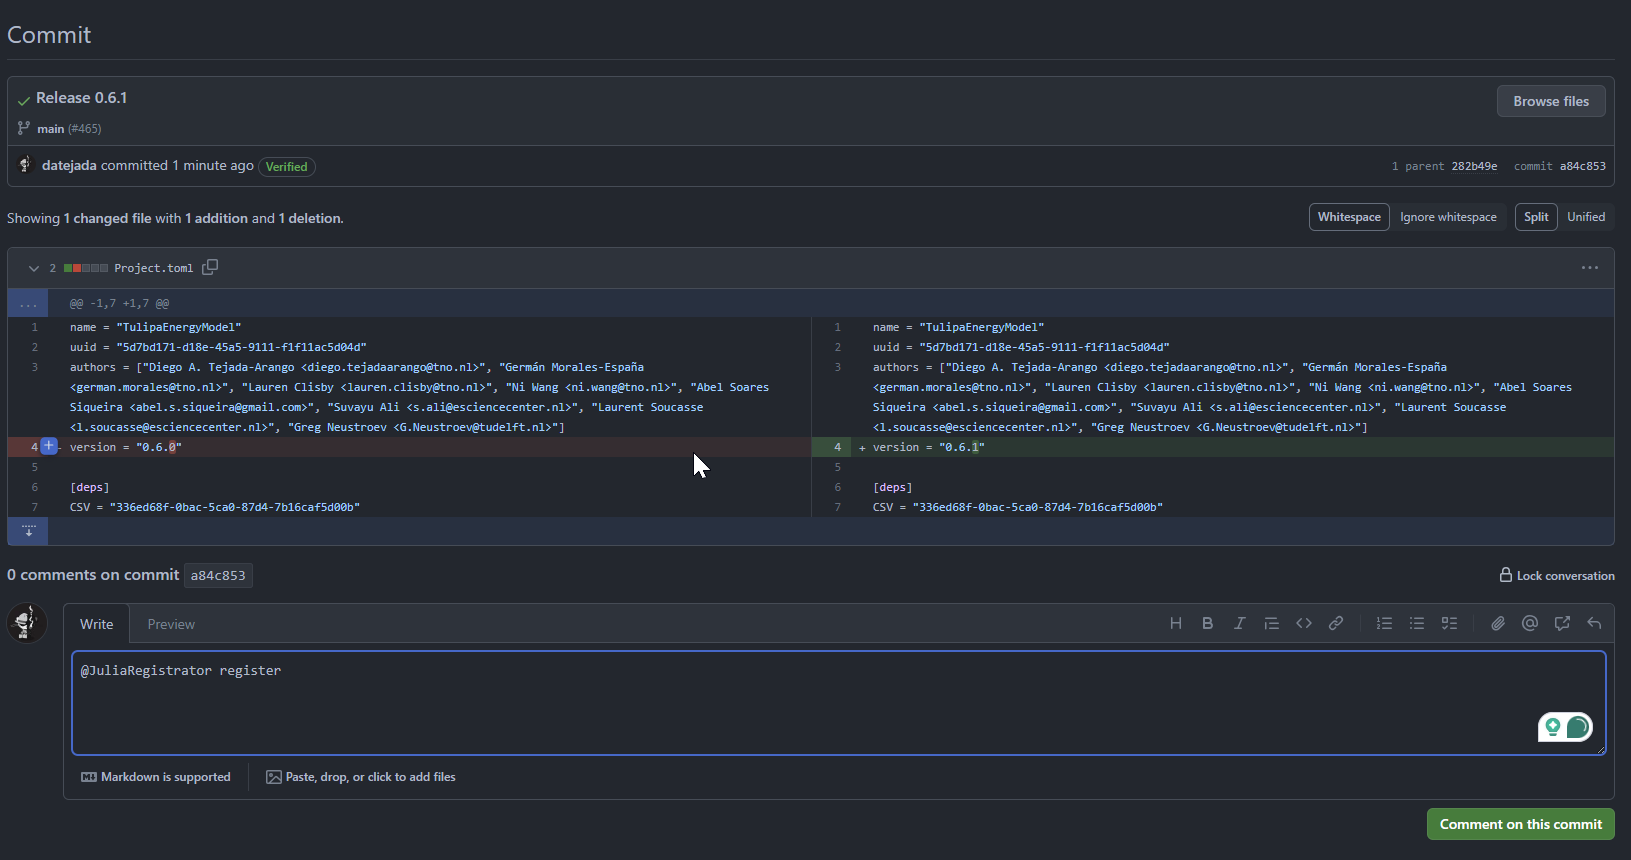 Commit
Release 0.6.1
Browse files
main (#465)
datejada committed 1 minute ago Verified
1 parent 282b49e commit a84c853
Showing 1 changed file with 1 addition and 1 deletion.
Whitespace Ignore whitespace Split Unified
2 Project.toml
... @@ -1,7 +1,7 @@
1 name = "TulipaEnergyModel"
2 uuid = "5d7bd171-d18e-45a5-9111-f1f11ac5d04d"
3 authors = ["Diego A. Tejada-Arango <diego.tejadaarango@tno.nl>", "Germán Morales-España
<german.morales@tno.nl>", "Lauren Clisby <lauren.clisby@tno.nl>", "Ni Wang <ni.wang@tno.nl>", "Abel Soares
Siqueira <abel.s.siqueira@gmail.com>", "Suvayu Ali <s.ali@esciencecenter.nl>", "Laurent Soucasse
<l.soucasse@esciencecenter.nl>", "Greg Neustroev <G.Neustroev@tudelft.nl>"]
4 + - version = "0.6.0"
5
6 [deps]
7 CSV = "336ed68f-0bac-5ca0-87d4-7b16caf5d00b"
1 name = "TulipaEnergyModel"
2 uuid = "5d7bd171-d18e-45a5-9111-f1f11ac5d04d"
3 authors = ["Diego A. Tejada-Arango <diego.tejadaarango@tno.nl>", "Germán Morales-España
<german.morales@tno.nl>", "Lauren Clisby <lauren.clisby@tno.nl>", "Ni Wang <ni.wang@tno.nl>", "Abel Soares
Siqueira <abel.s.siqueira@gmail.com>", "Suvayu Ali <s.ali@esciencecenter.nl>", "Laurent Soucasse
<l.soucasse@esciencecenter.nl>", "Greg Neustroev <G.Neustroev@tudelft.nl>"]
4 + version = "0.6.1"
5
6 [deps]
7 CSV = "336ed68f-0bac-5ca0-87d4-7b16caf5d00b"
0 comments on commit a84c853
Lock conversation
Write Preview
@JuliaRegistrator register
Markdown is supported
Paste, drop, or click to add files
Comment on this commit